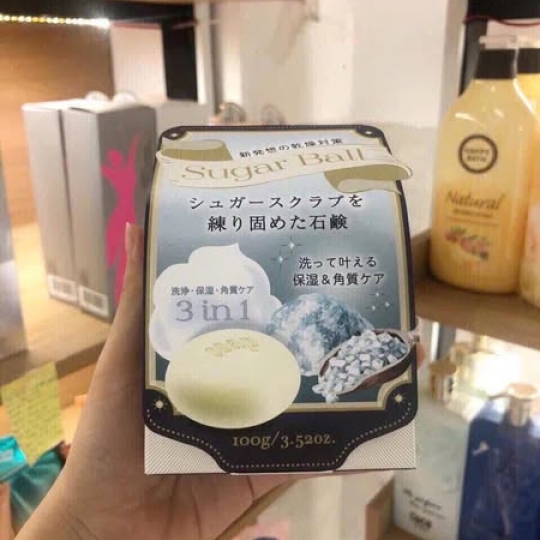 新発想の乾燥対策
Sugar Ball
シュガースクラブを
練り固めた石鹸
洗って叶える
保湿&角質ケア
洗浄・保湿・角質ケア
3 in 1
100g/3.52oz.
HAPPY
BATH
Natural